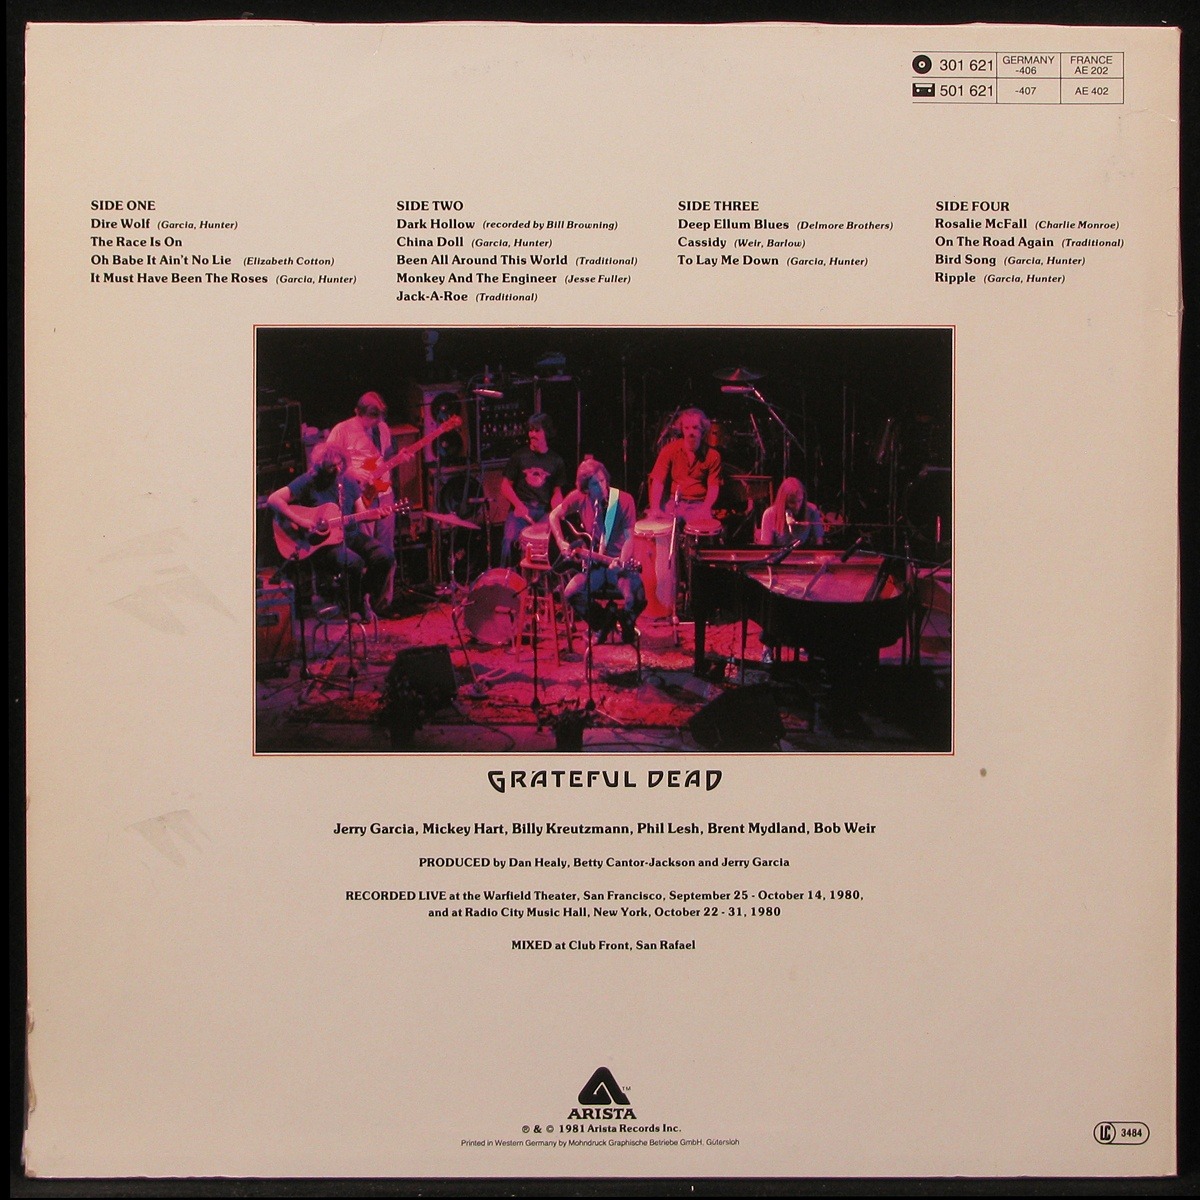 301 621 GERMANY -406 FRANCE AE 202
501 621 -407 AE 402
SIDE ONE
Dire Wolf (Garcia, Hunter)
The Race Is On
Oh Babe It Ain't No Lie (Elizabeth Cotton)
It Must Have Been The Roses (Garcia, Hunter)
SIDE TWO
Dark Hollow (recorded by Bill Browning)
China Doll (Garcia, Hunter)
Been All Around This World (Traditional)
Monkey And The Engineer (Jesse Fuller)
Jack-A-Roe (Traditional)
SIDE THREE
Deep Ellum Blues (Delmore Brothers)
Cassidy (Weir, Barlow)
To Lay Me Down (Garcia, Hunter)
SIDE FOUR
Rosalie McFall (Charlie Monroe)
On The Road Again (Traditional)
Bird Song (Garcia, Hunter)
Ripple (Garcia, Hunter)
GRATEFUL DEAD
Jerry Garcia, Mickey Hart, Billy Kreutzmann, Phil Lesh, Brent Mydland, Bob Weir
PRODUCED by Dan Healy, Betty Cantor-Jackson and Jerry Garcia
RECORDED LIVE at the Warfield Theater, San Francisco, September 25 - October 14, 1980,
and at Radio City Music Hall, New York, October 22 - 31, 1980
MIXED at Club Front, San Rafael
TM
ARISTA
℗ & © 1981 Arista Records Inc.
Printed in Western Germany by Mohndruck Graphische Betriebe GmbH. Gütersloh
LC 3484